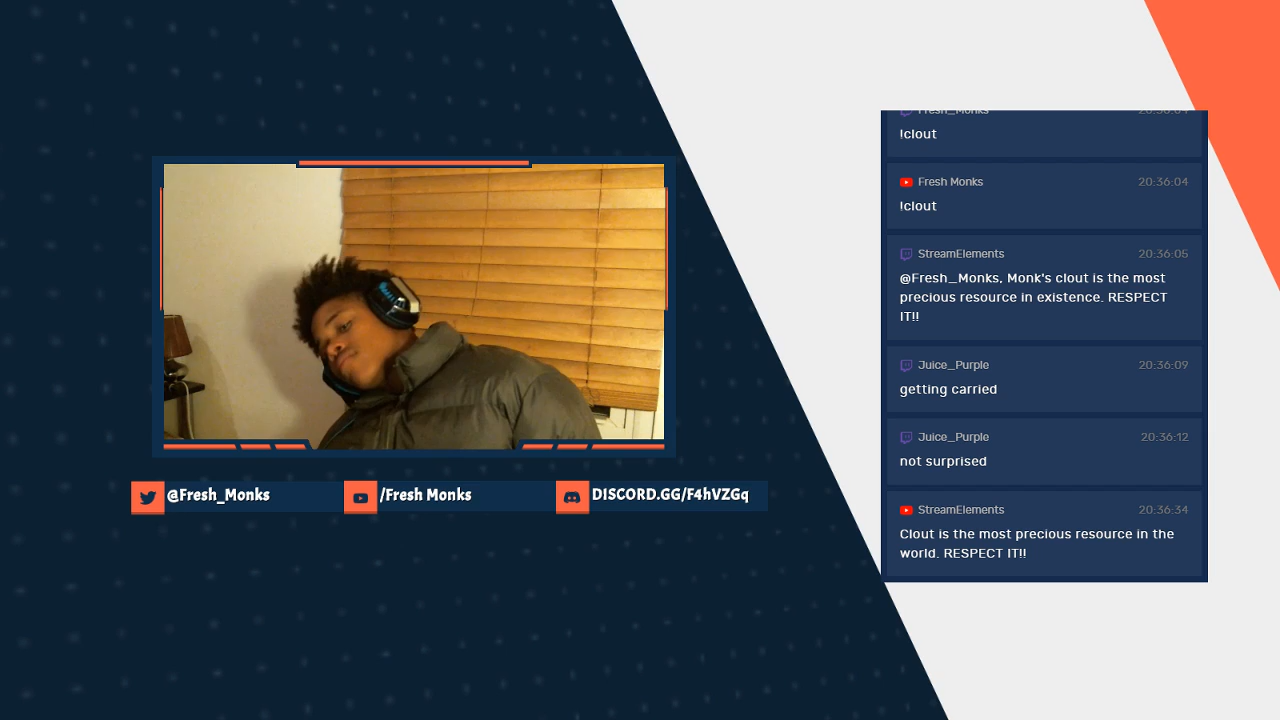 @Fresh_Monks
/Fresh Monks
DISCORD.GG/F4hVZGq
Fresh_Monks
!clout
Fresh Monks 20:36:04
!clout
StreamElements 20:36:05
@Fresh_Monks, Monk's clout is the most
precious resource in existence. RESPECT
IT!!
Juice_Purple 20:36:09
getting carried
Juice_Purple 20:36:12
not surprised
StreamElements 20:36:34
Clout is the most precious resource in the
world. RESPECT IT!!